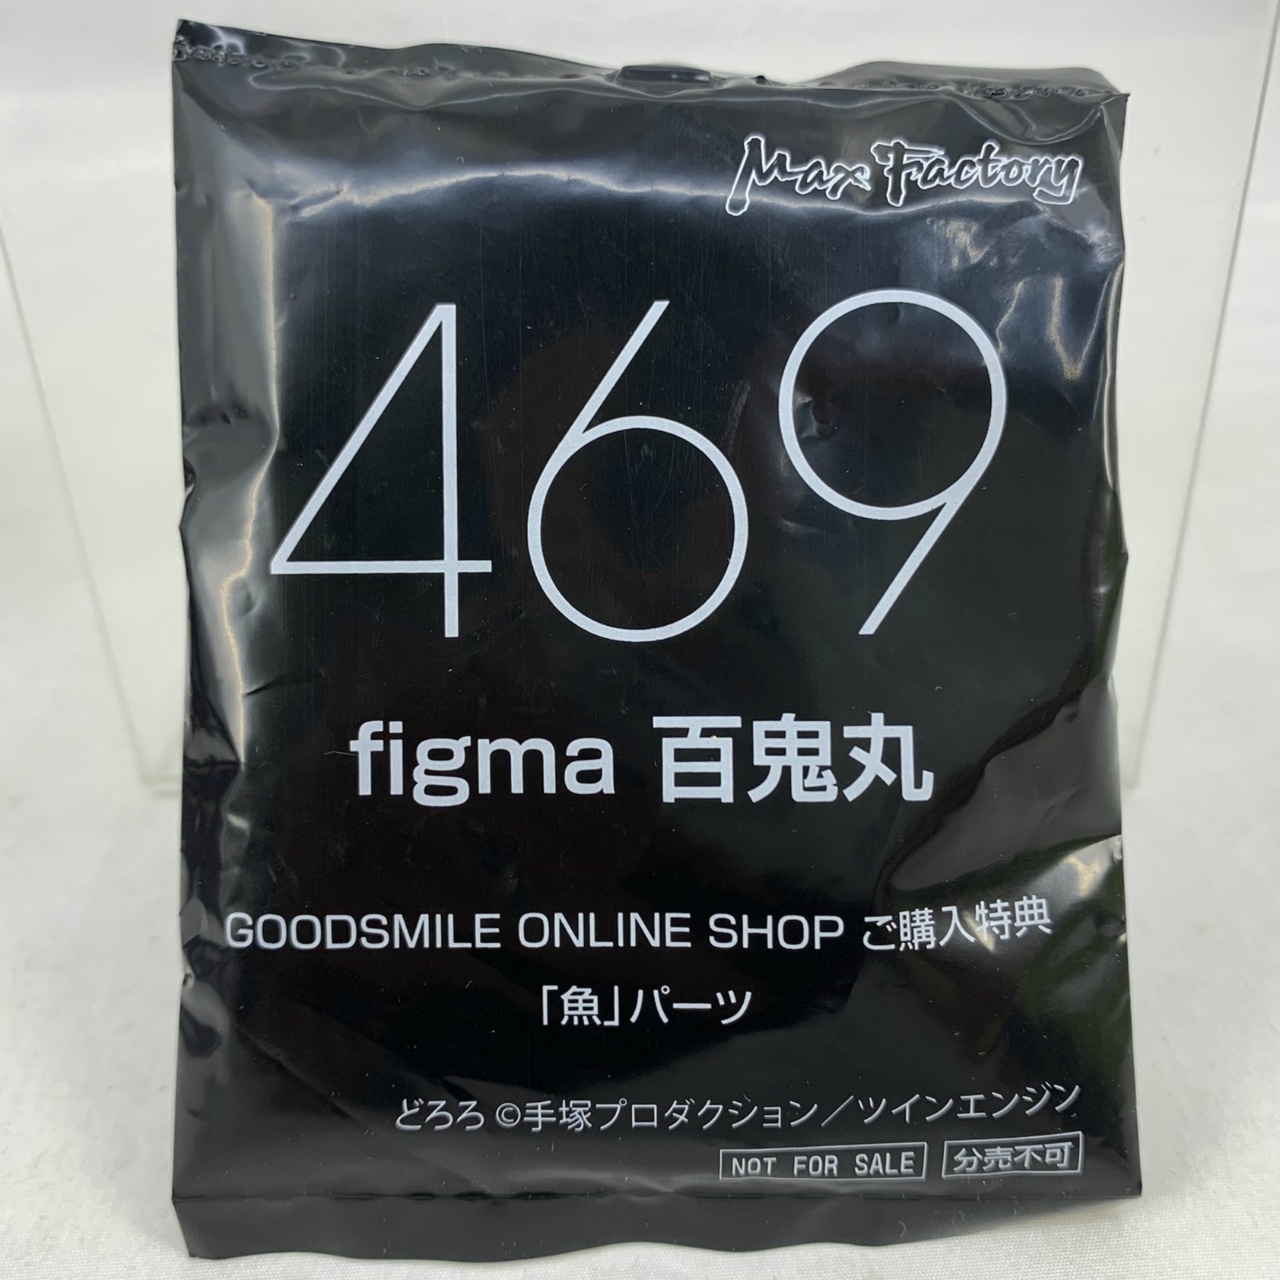 Max Factory
469
figma 百鬼丸
GOODSMILE ONLINE SHOP ご購入特典
「魚」パーツ
どろろ ©手塚プロダクション／ツインエンジン
NOT FOR SALE 分売不可